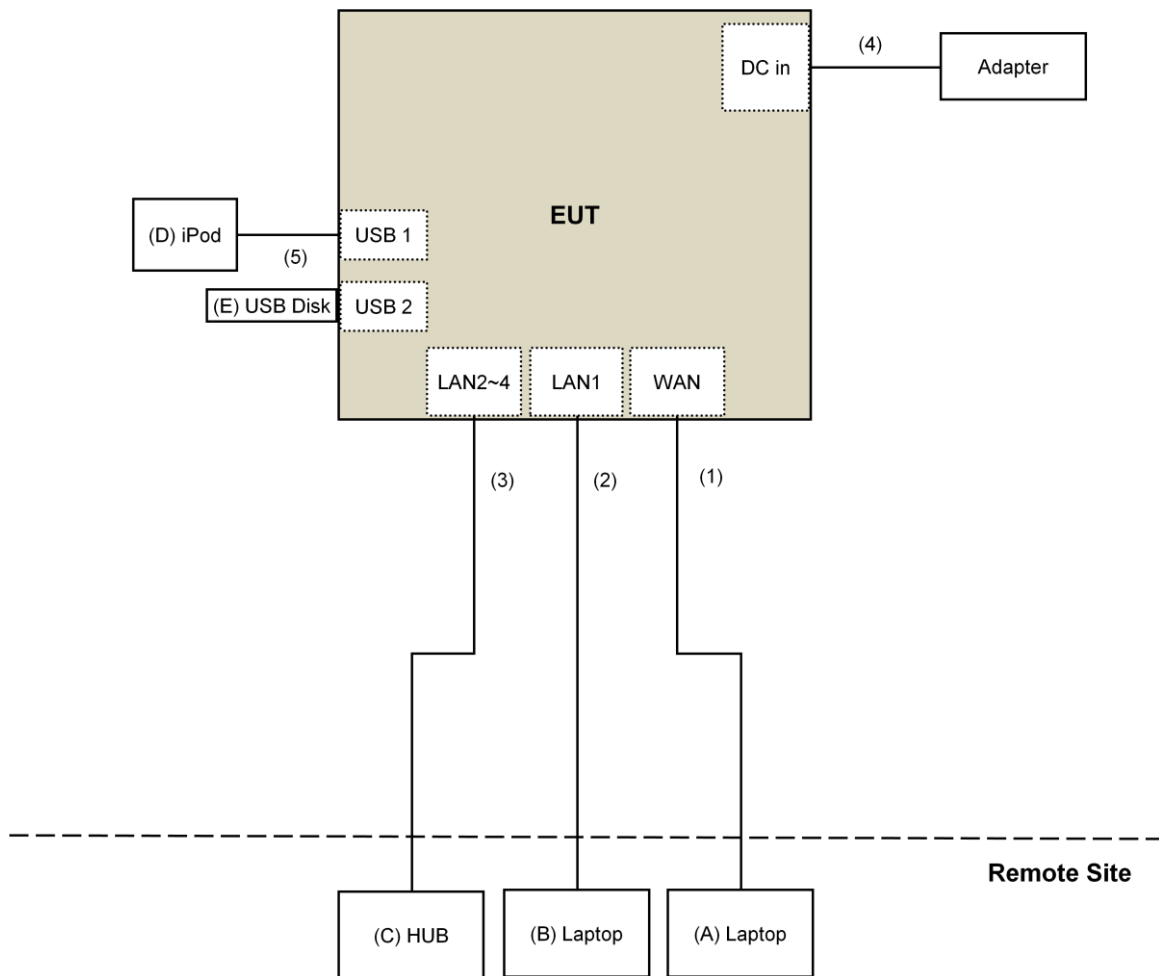 (4)
DC in
Adapter
EUT
(D) iPod
USB 1
(5)
(E) USB Disk
USB 2
LAN2~4
LAN1
WAN
(3)
(2)
(1)
Remote Site
(C) HUB
(B) Laptop
(A) Laptop